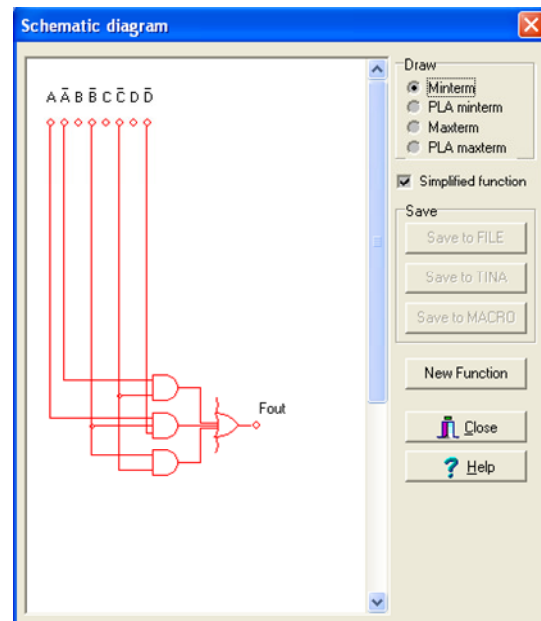 Schematic diagram
A Ā B B̄ C C̄ D D̄
Fout
Draw
Minterm
PLA minterm
Maxterm
PLA maxterm
Simplified function
Save
Save to FILE
Save to TINA
Save to MACRO
New Function
Close
? Help